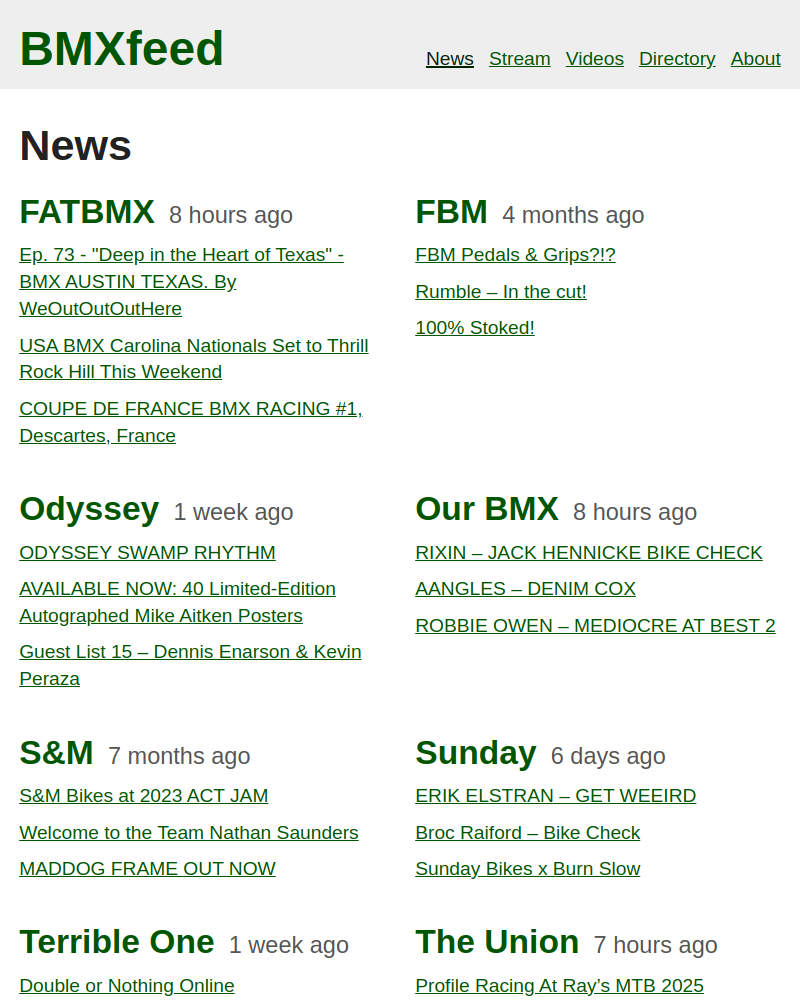 BMXfeed
News Stream Videos Directory About
News
FATBMX 8 hours ago
Ep. 73 - "Deep in the Heart of Texas" -
BMX AUSTIN TEXAS. By
WeOutOutOutHere
USA BMX Carolina Nationals Set to Thrill
Rock Hill This Weekend
COUPE DE FRANCE BMX RACING #1,
Descartes, France
FBM 4 months ago
FBM Pedals & Grips?!?
Rumble – In the cut!
100% Stoked!
Odyssey 1 week ago
ODYSSEY SWAMP RHYTHM
AVAILABLE NOW: 40 Limited-Edition
Autographed Mike Aitken Posters
Guest List 15 – Dennis Enarson & Kevin
Peraza
Our BMX 8 hours ago
RIXIN – JACK HENNICKE BIKE CHECK
AANGLES – DENIM COX
ROBBIE OWEN – MEDIOCRE AT BEST 2
S&M 7 months ago
S&M Bikes at 2023 ACT JAM
Welcome to the Team Nathan Saunders
MADDOG FRAME OUT NOW
Sunday 6 days ago
ERIK ELSTRAN – GET WEEIRD
Broc Raiford – Bike Check
Sunday Bikes x Burn Slow
Terrible One 1 week ago
Double or Nothing Online
The Union 7 hours ago
Profile Racing At Ray’s MTB 2025